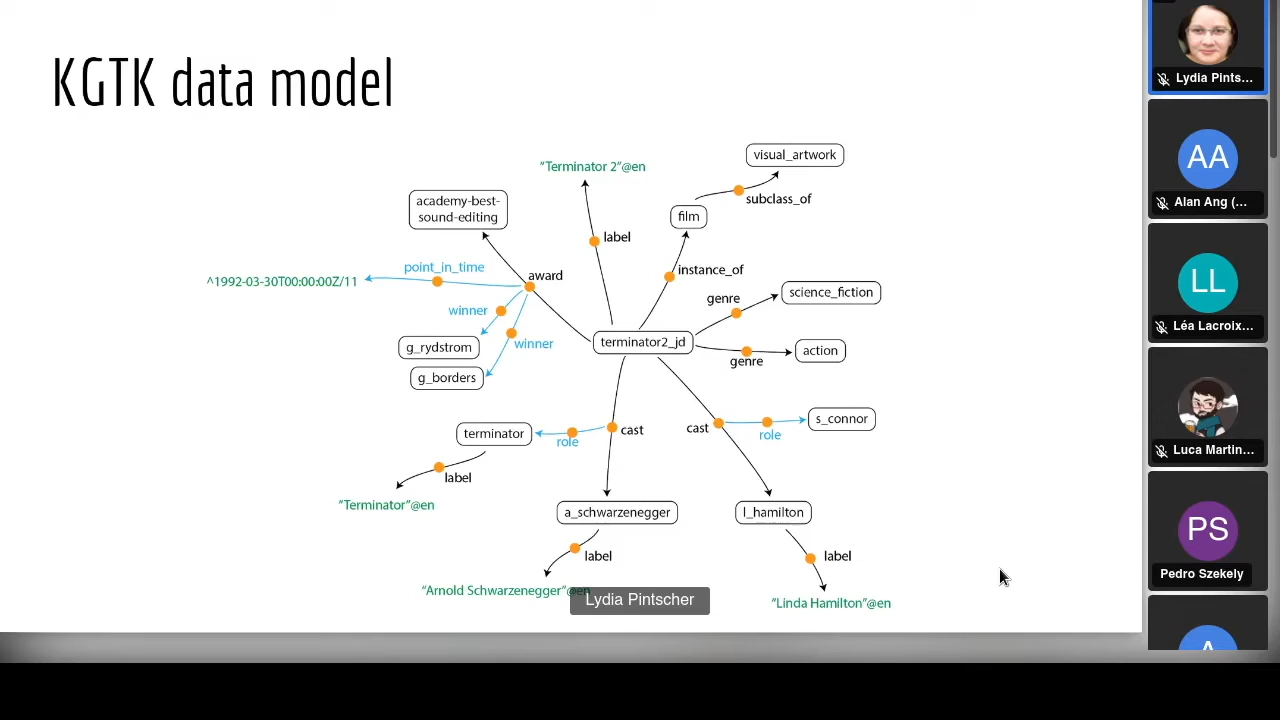 KGTK data model
visual_artwork
"Terminator 2"@en
subclass_of
academy-best-
sound-editing
film
label
point_in_time
award
instance_of
^1992-03-30T00:00:00Z/11
genre
science_fiction
winner
terminator2_jd
g_rydstrom
winner
action
genre
g_borders
s_connor
terminator
role
cast
cast
role
label
"Terminator"@en
a_schwarzenegger
l_hamilton
label
label
"Arnold Schwarzenegger"@en
"Linda Hamilton"@en
Lydia Pintscher
Lydia Pints...
AA
Alan Ang (...
LL
Léa Lacroix...
Luca Martin...
PS
Pedro Szekely
A